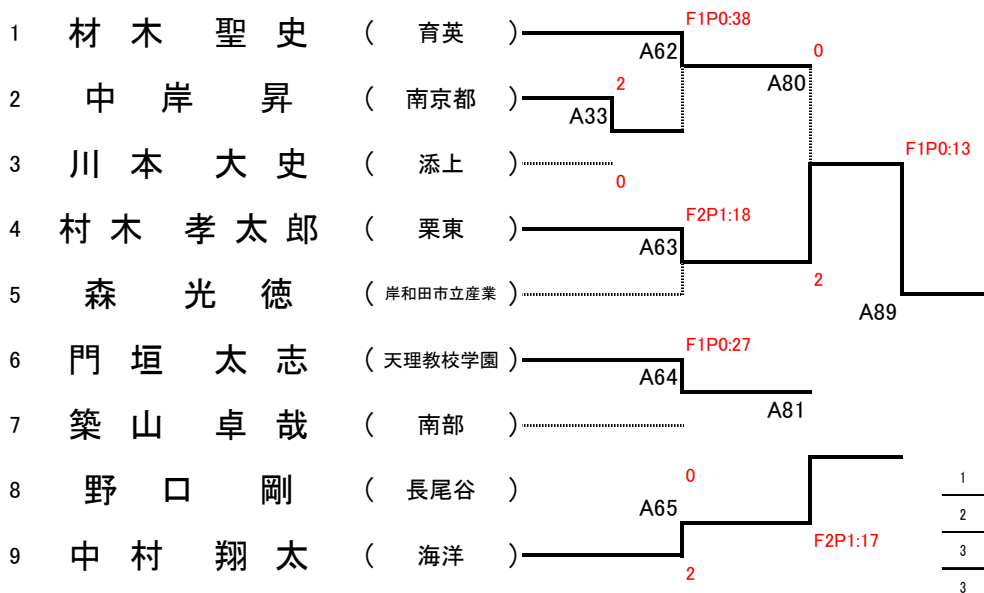 F1P0:38
1 材木 聖史 ( 育英 )
A62 0
A80
2
2 中岸 昇 ( 南京都 )
A33
F1P0:13
3 川本 大史 ( 添上 )
0
F2P1:18
4 村木 孝太郎 ( 栗東 )
A63
2
5 森 光徳 ( 岸和田市立産業 )
A89
F1P0:27
6 門垣 太志 ( 天理教校学園 )
A64
A81
7 築山 卓哉 ( 南部 )
0
1
8 野口 剛 ( 長尾谷 )
A65
2
F2P1:17
9 中村 翔太 ( 海洋 )
3
2
3